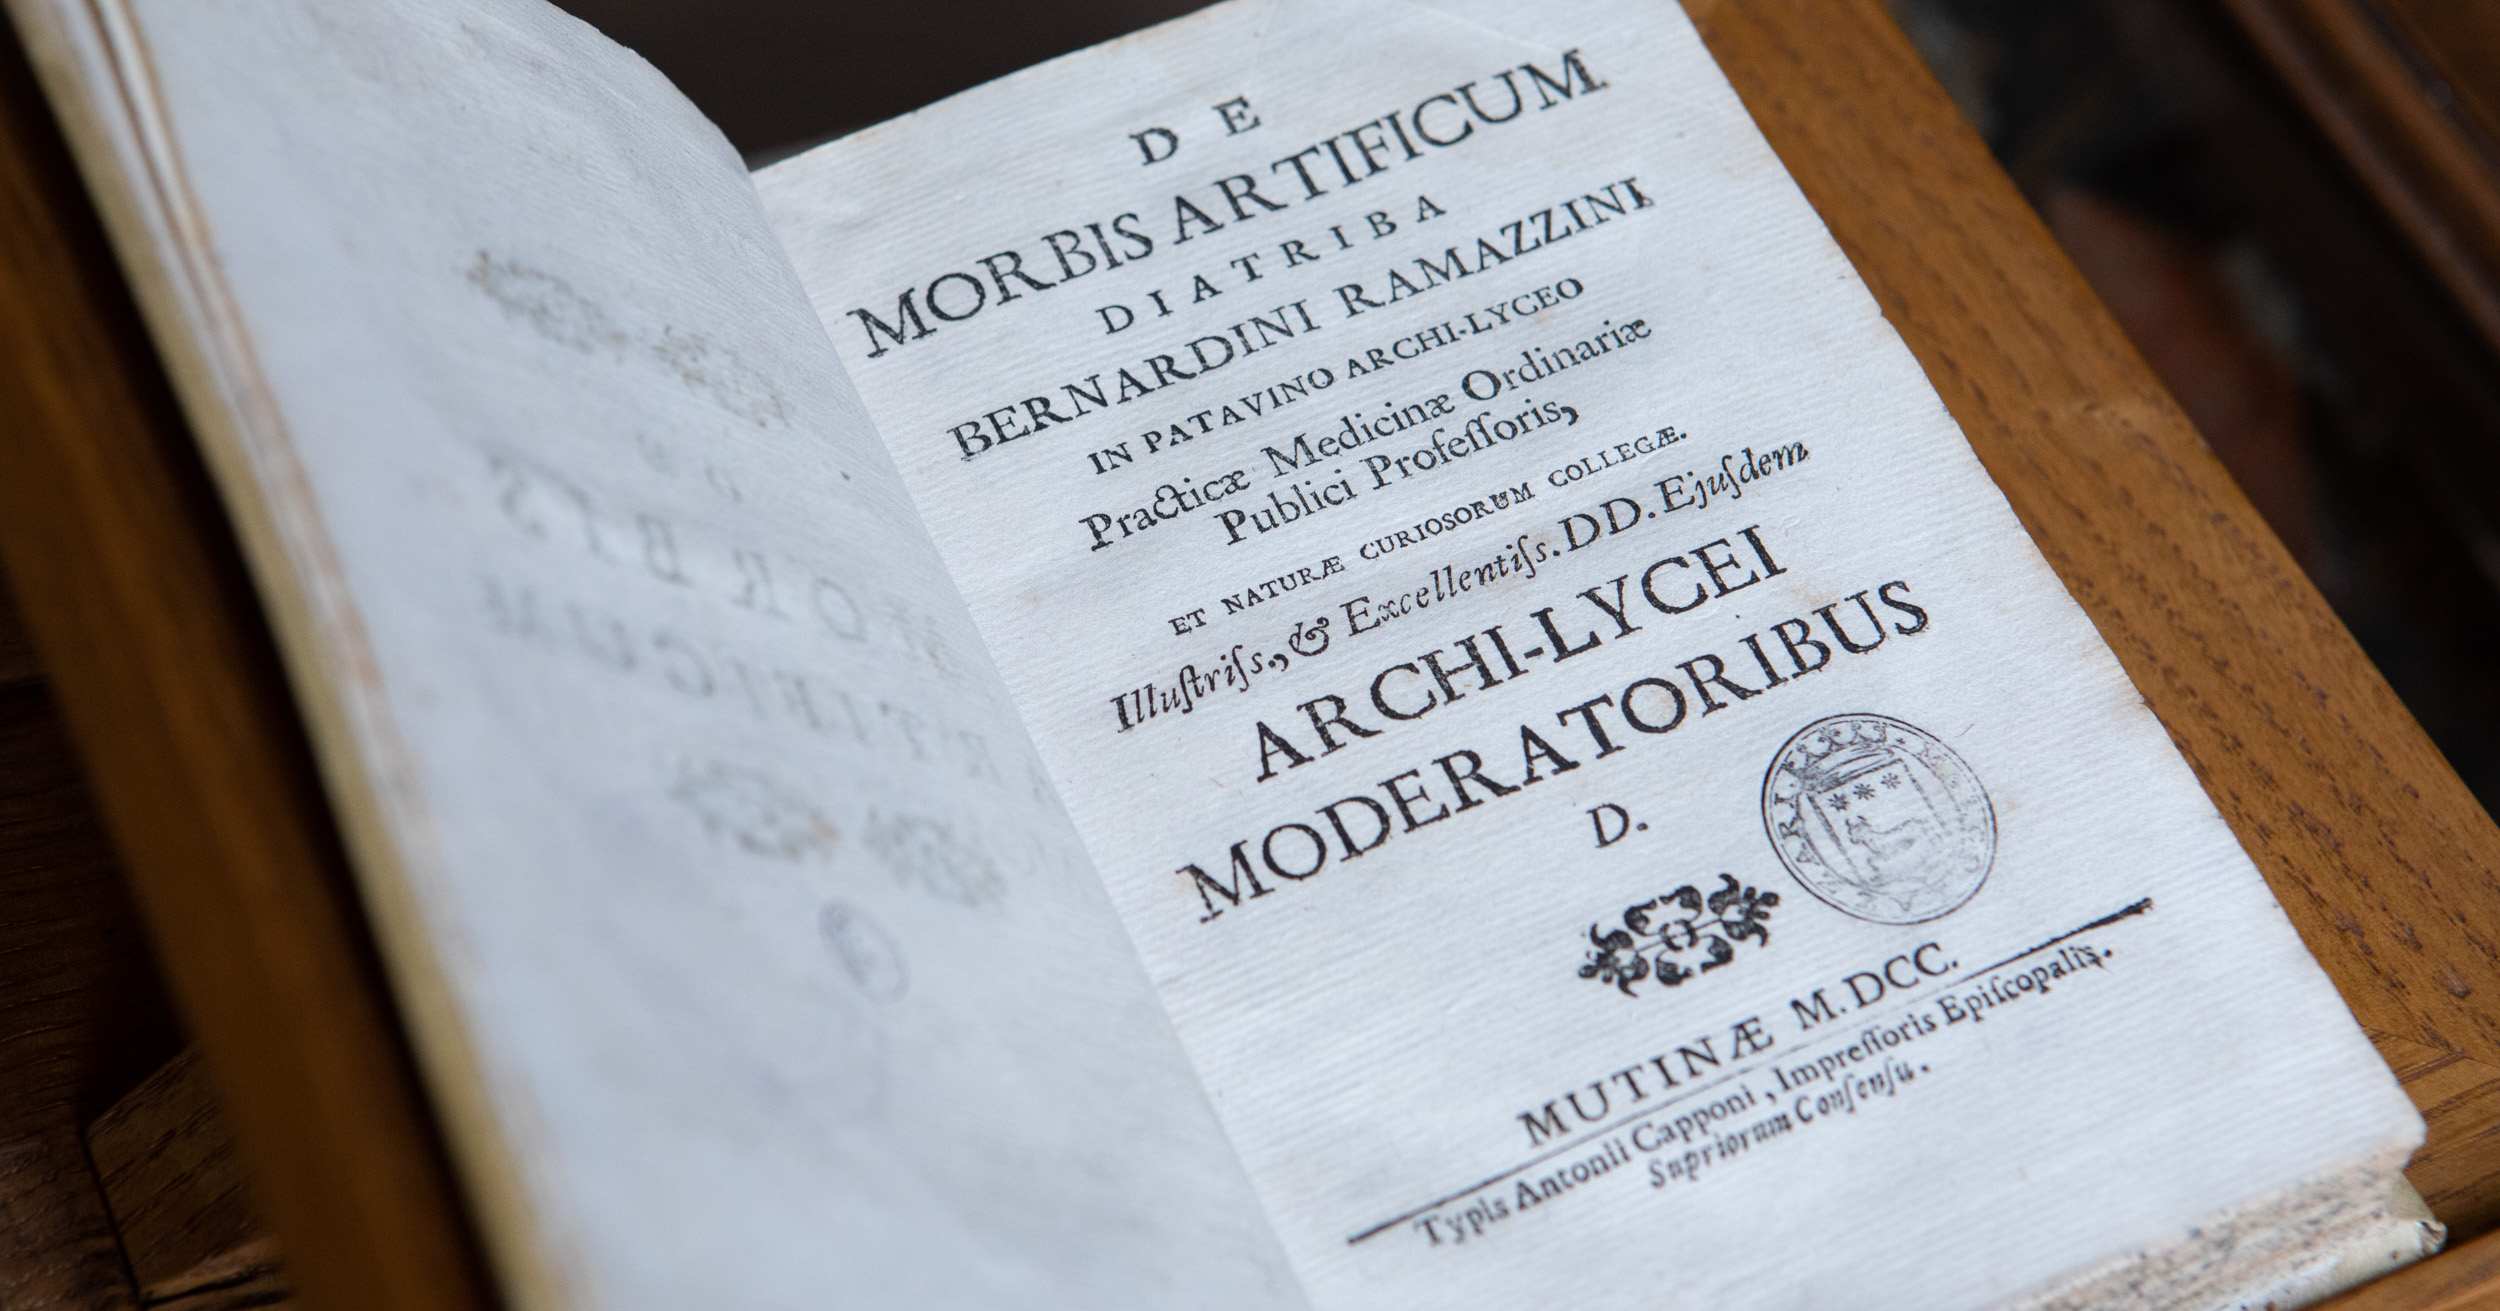 DE
MORBIS ARTIFICUM
DIATRIBA
BERNARDINI RAMAZZINI
IN PATAVINO ARCHI-LYCEO
Practicæ Medicinæ Ordinariæ
Publici Profeſſoris,
ET NATURÆ CURIOSORUM COLLEGÆ.
Illuſtriſs., & Excellentiſs. DD. Ejuſdem
ARCHI-LYCEI
MODERATORIBUS
D.
MUTINÆ M.DCC.
Typis Antonii Capponi, Impreſſoris Epiſcopalis.
Supriorum Conſenſu.